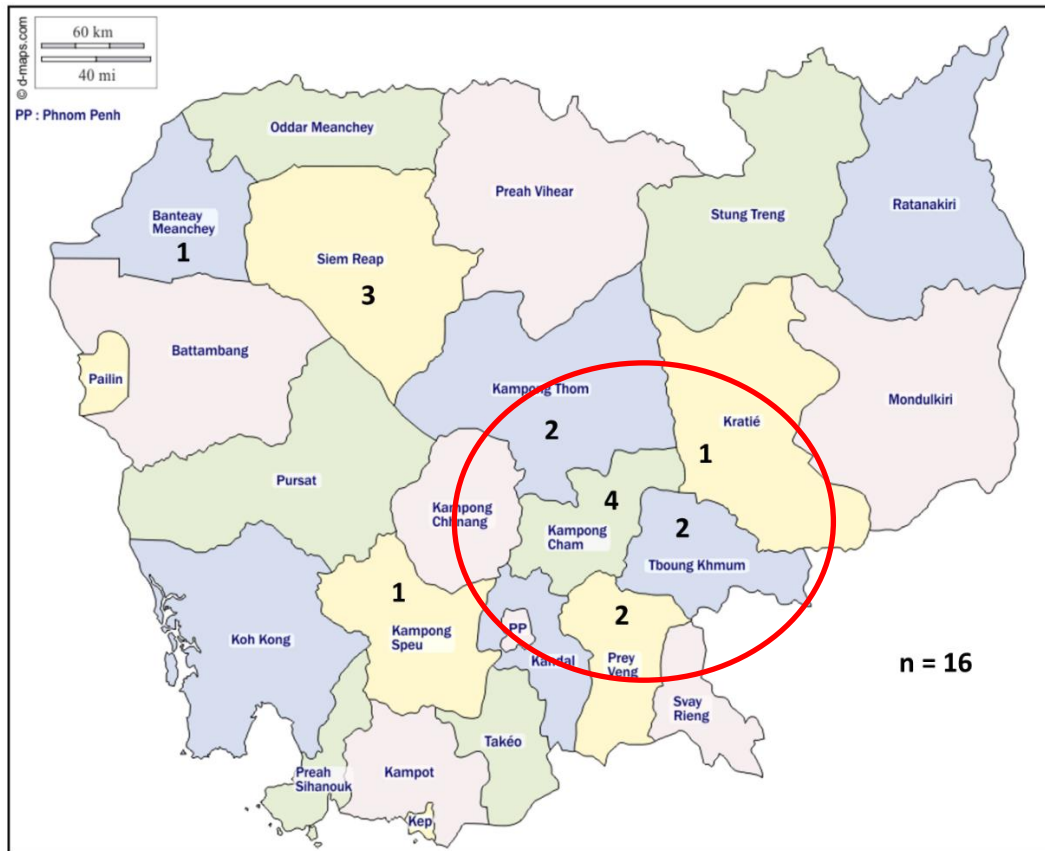 © d-maps.com
60 km
40 mi
PP : Phnom Penh
Oddar Meanchey
Preah Vihear
Stung Treng
Ratanakiri
Banteay
Meanchey
1
Siem Reap
3
Battambang
Pailin
Kampong Thom
2
Kratié
1
Mondulkiri
Pursat
Kampong
Chhnang
4
Kampong
Cham
2
Tboung Khmum
1
Kampong
Speu
2
PP
Kandal
Prey
Veng
Koh Kong
n = 16
Svay
Rieng
Takéo
Preah
Sihanouk
Kampot
Kep